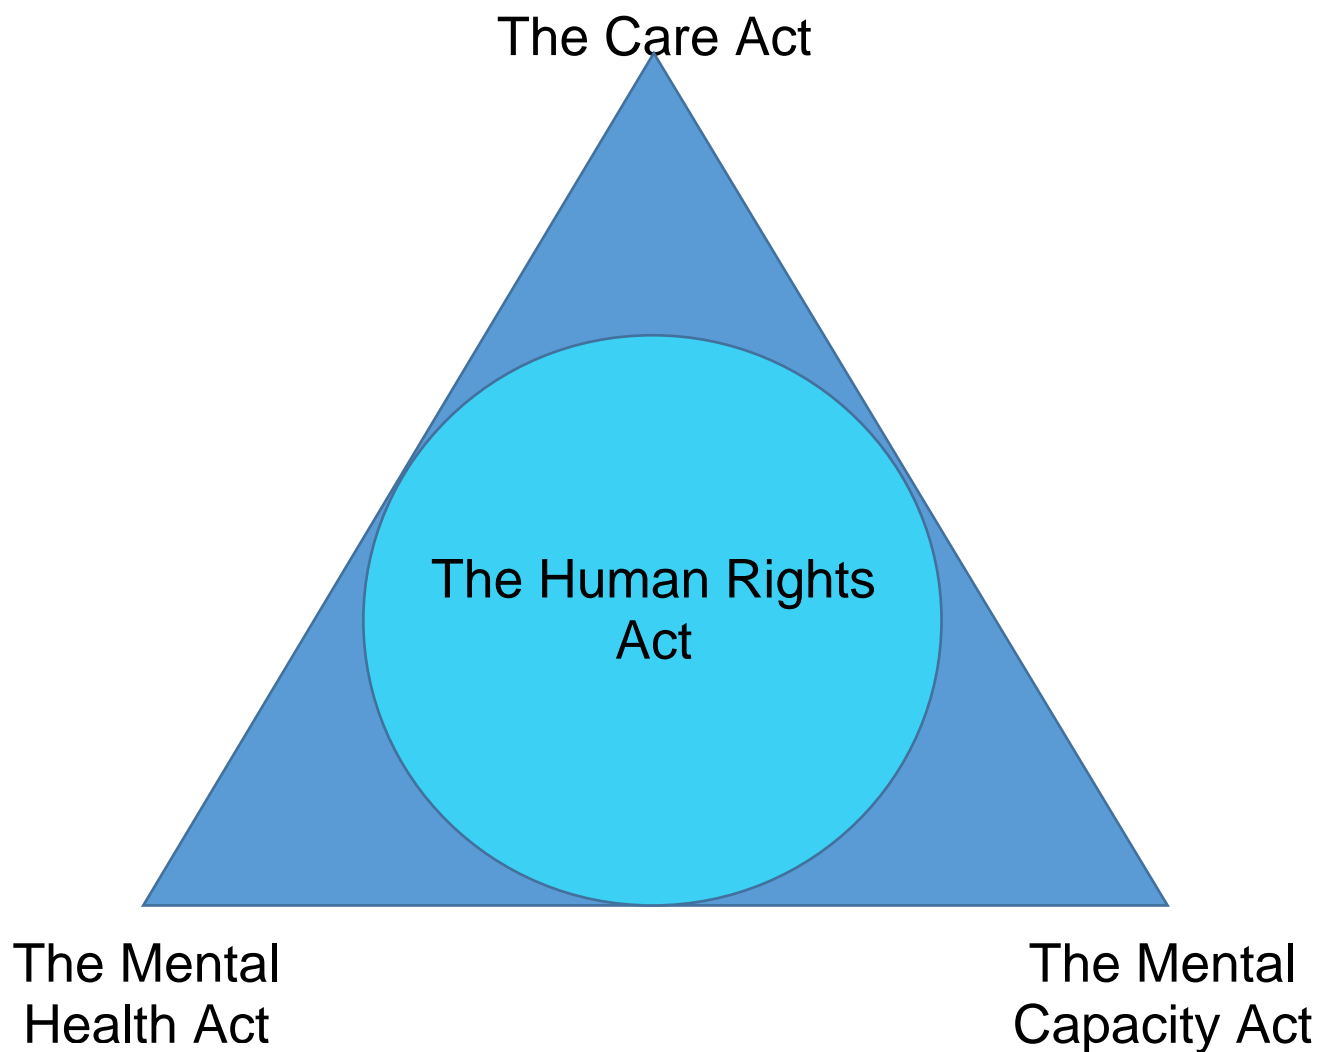 The Care Act
The Human Rights
Act
The Mental
Health Act
The Mental
Capacity Act